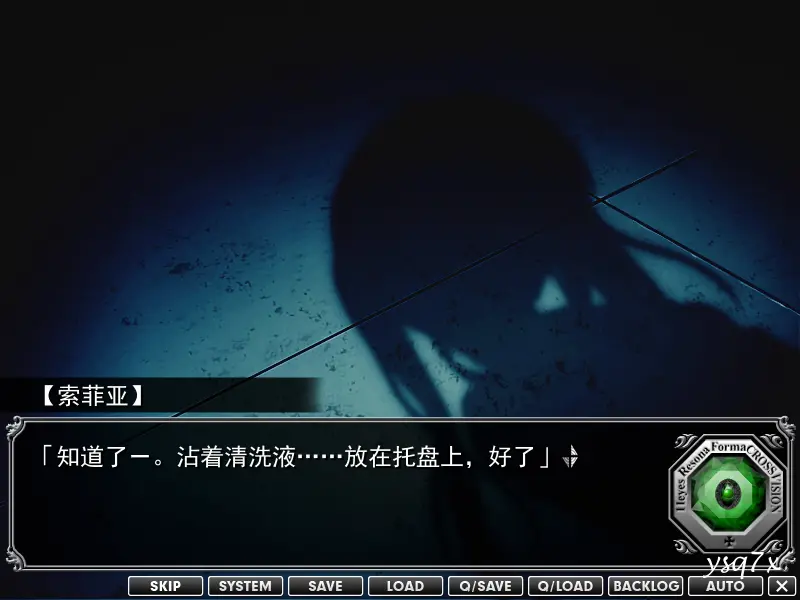 【索菲亚】
「知道了ー。沾着清洗液……放在托盘上，好了」
Resona Forma CROSS VISION
ysq7x
SKIP SYSTEM SAVE LOAD Q/SAVE Q/LOAD BACKLOG AUTO ×